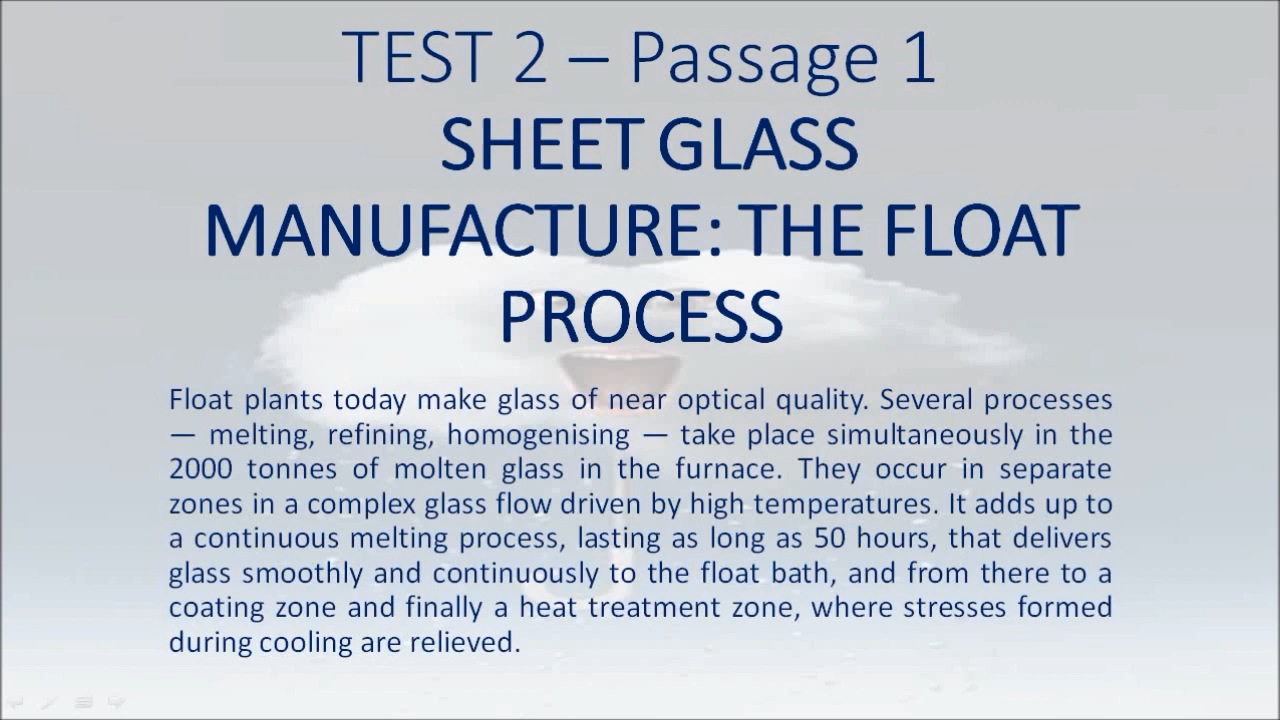 TEST 2 – Passage 1
SHEET GLASS
MANUFACTURE: THE FLOAT
PROCESS
Float plants today make glass of near optical quality. Several processes
— melting, refining, homogenising — take place simultaneously in the
2000 tonnes of molten glass in the furnace. They occur in separate
zones in a complex glass flow driven by high temperatures. It adds up to
a continuous melting process, lasting as long as 50 hours, that delivers
glass smoothly and continuously to the float bath, and from there to a
coating zone and finally a heat treatment zone, where stresses formed
during cooling are relieved.